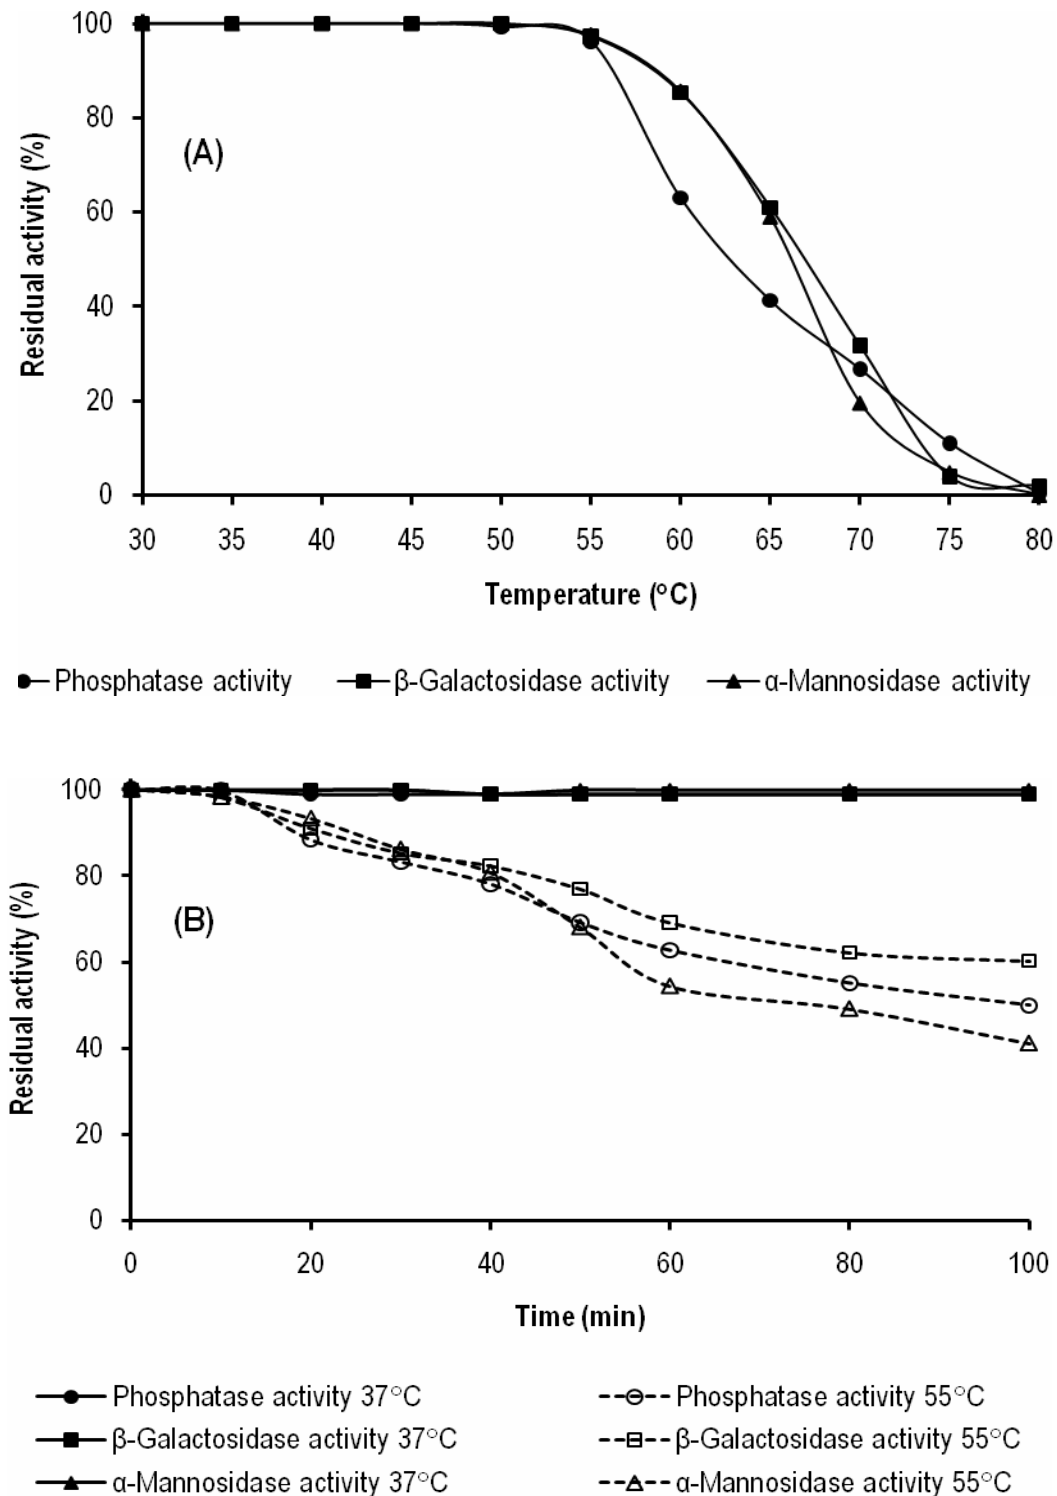 100
80
60
40
20
0
Residual activity (%)
(A)
30 35 40 45 50 55 60 65 70 75 80
Temperature (°C)
Phosphatase activity β-Galactosidase activity α-Mannosidase activity
100
80
60
40
20
0
Residual activity (%)
(B)
0 20 40 60 80 100
Time (min)
Phosphatase activity 37°C Phosphatase activity 55°C
β-Galactosidase activity 37°C β-Galactosidase activity 55°C
α-Mannosidase activity 37°C α-Mannosidase activity 55°C